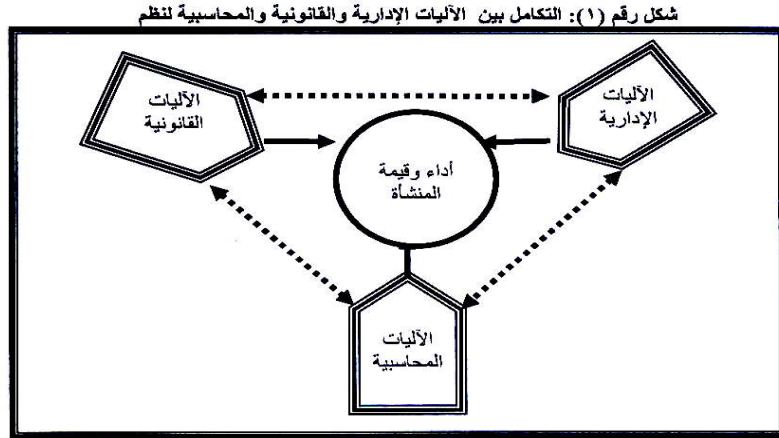 شكل رقم (١): التكامل بين الآليات الإدارية والقانونية والمحاسبية لنظم
الآليات
الإدارية
الآليات
القانونية
أداء وقيمة
المنشأة
الآليات
المحاسبية